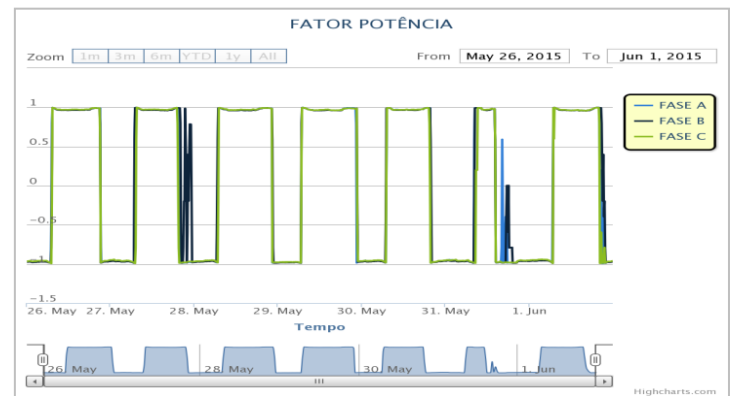 FATOR POTÊNCIA
Zoom 1m 3m 6m YTD 1y All From May 26, 2015 To Jun 1, 2015
1
0.5
0
−0.5
−1
−1.5
FASE A
FASE B
FASE C
26. May 27. May 28. May 29. May 30. May 31. May 1. Jun
Tempo
26. May 28. May 30. May 1. Jun
Highcharts.com